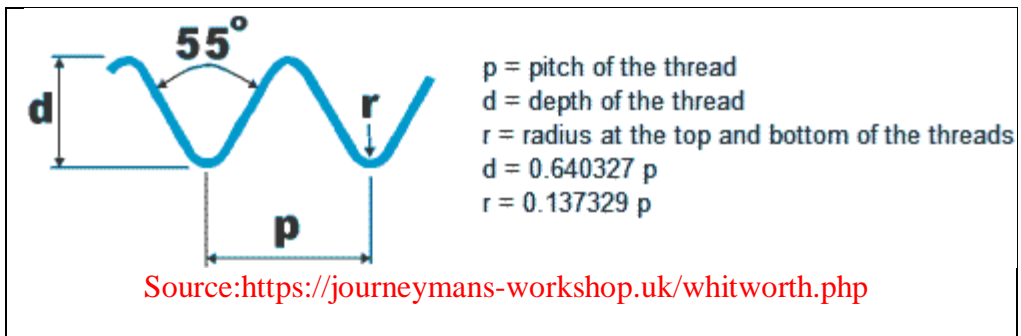 55°
d
r
p
p = pitch of the thread
d = depth of the thread
r = radius at the top and bottom of the threads
d = 0.640327 p
r = 0.137329 p
Source:https://journeymans-workshop.uk/whitworth.php